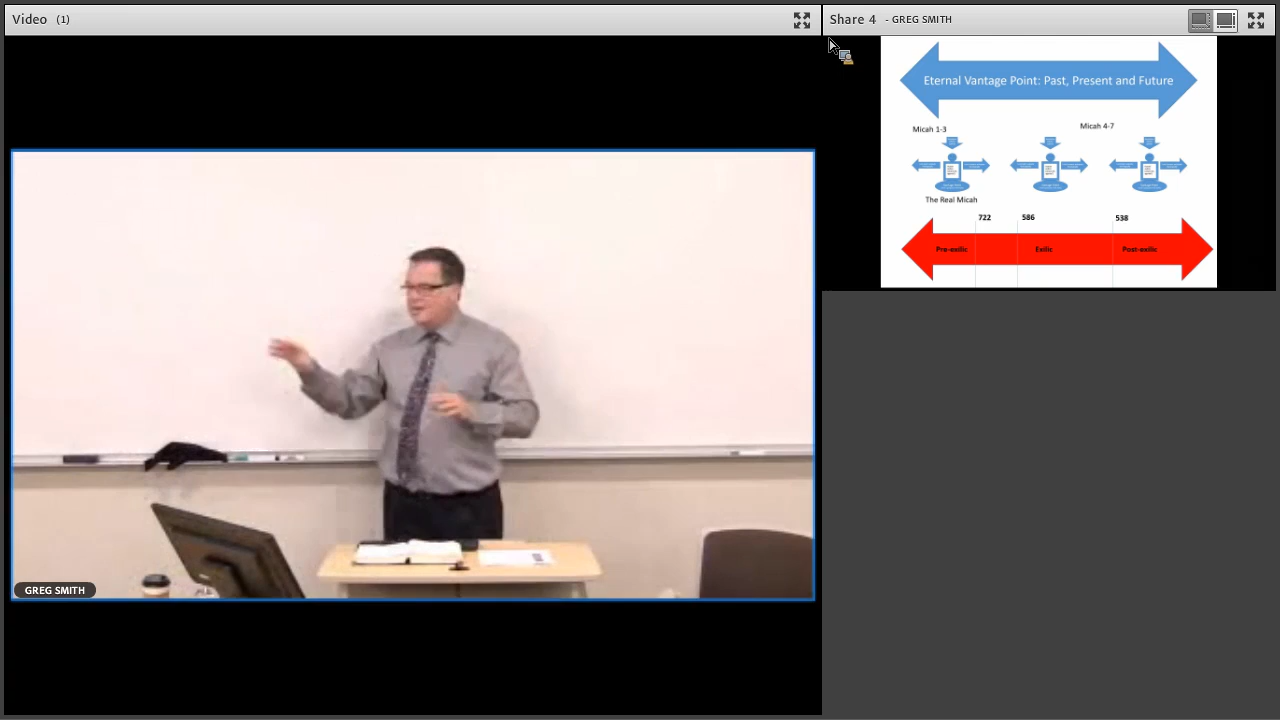 Video (1)
Share 4 - GREG SMITH
Eternal Vantage Point: Past, Present and Future
Micah 1-3
Micah 4-7
The Real Micah
722
586
538
Pre-exilic
Exilic
Post-exilic
GREG SMITH